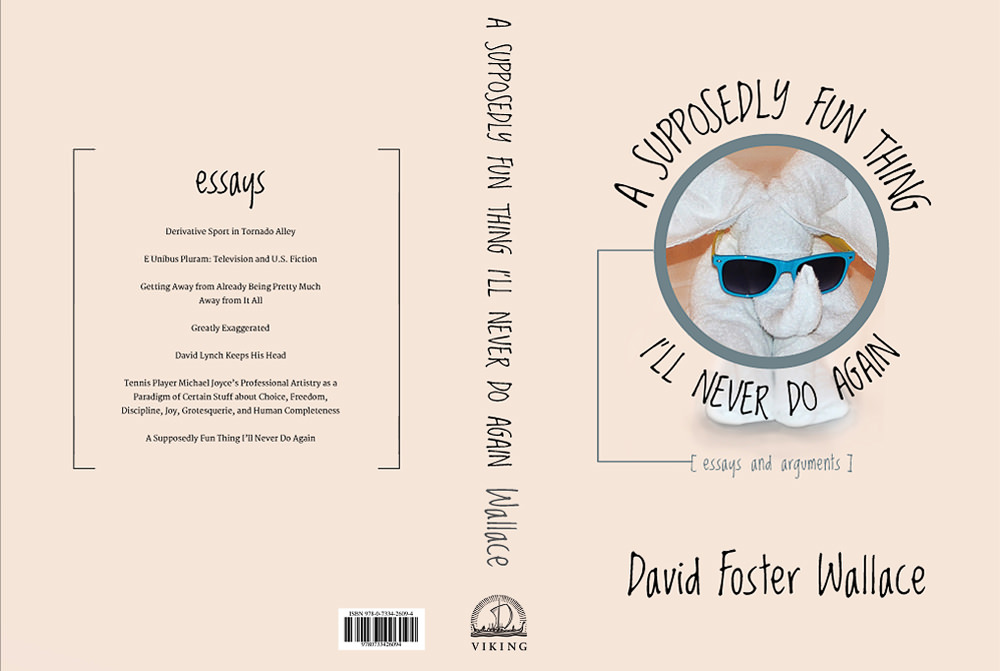 essays
Derivative Sport in Tornado Alley
E Unibus Pluram: Television and U.S. Fiction
Getting Away from Already Being Pretty Much
Away from It All
Greatly Exaggerated
David Lynch Keeps His Head
Tennis Player Michael Joyce's Professional Artistry as a
Paradigm of Certain Stuff about Choice, Freedom,
Discipline, Joy, Grotesquerie, and Human Completeness
A Supposedly Fun Thing I'll Never Do Again
ISBN 978-0-7334-2609-4
9780733426094
A SUPPOSEDLY FUN THING I'LL NEVER DO AGAIN Wallace
VIKING
A SUPPOSEDLY FUN THING
I'LL NEVER DO AGAIN
[ essays and arguments ]
David Foster Wallace